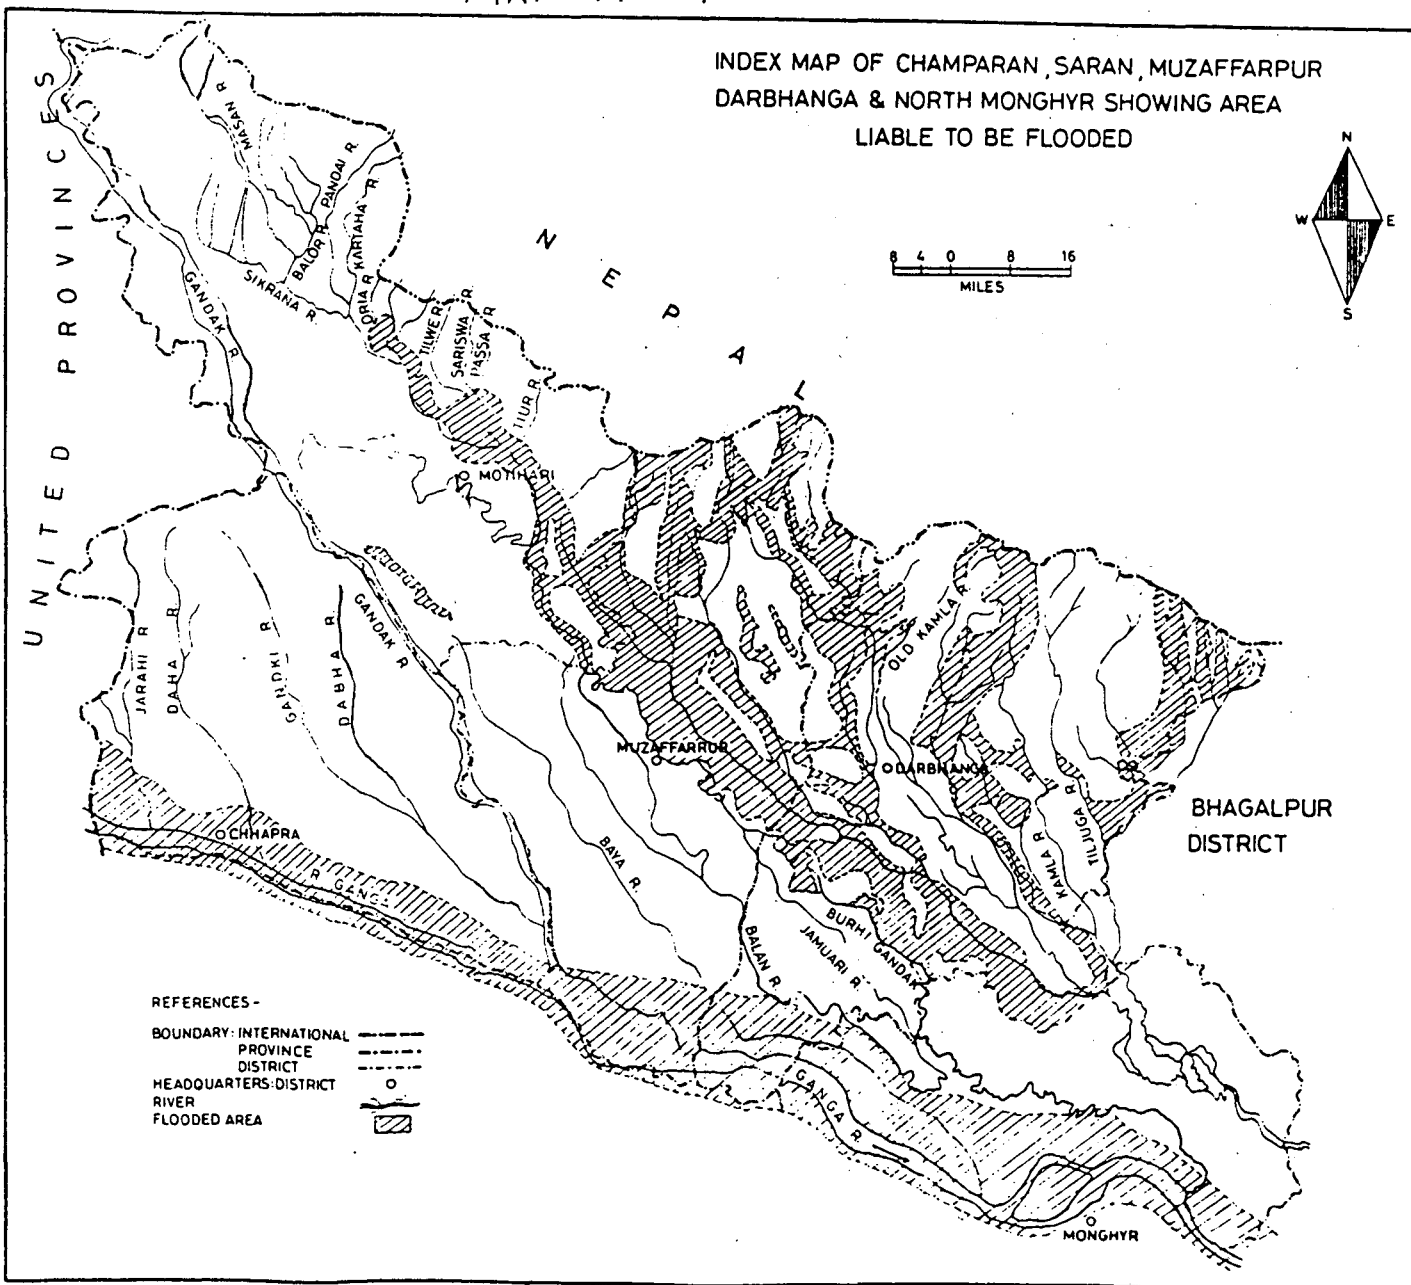 INDEX MAP OF CHAMPARAN, SARAN, MUZAFFARPUR
DARBHANGA & NORTH MONGHYR SHOWING AREA
LIABLE TO BE FLOODED
N
W E
S
8 4 0 8 16
MILES
UNITED PROVINCES
NEPAL
MASAN R
PANDAI R.
BALOR R.
KARTAHA R.
SIKRANA R.
ORIA R.
GANDAK R.
TILWE R.
SARISWA R.
PASSA R
TIUR R.
MOTIHARI
JARAHI R
DAHA R
GANDKI R
DABHA R
GANDAK R
OLD KAMLA R.
MUZAFFARPUR
DARBHANGA
BHAGALPUR
DISTRICT
CHHAPRA
R GANGA
BAYA R.
KAMLA R
TILJUGA R
BURHI GANDAK
JAMUARI R.
BALAN R.
GANGA R.
MONGHYR
REFERENCES -
BOUNDARY: INTERNATIONAL
PROVINCE
DISTRICT
HEADQUARTERS: DISTRICT
RIVER
FLOODED AREA